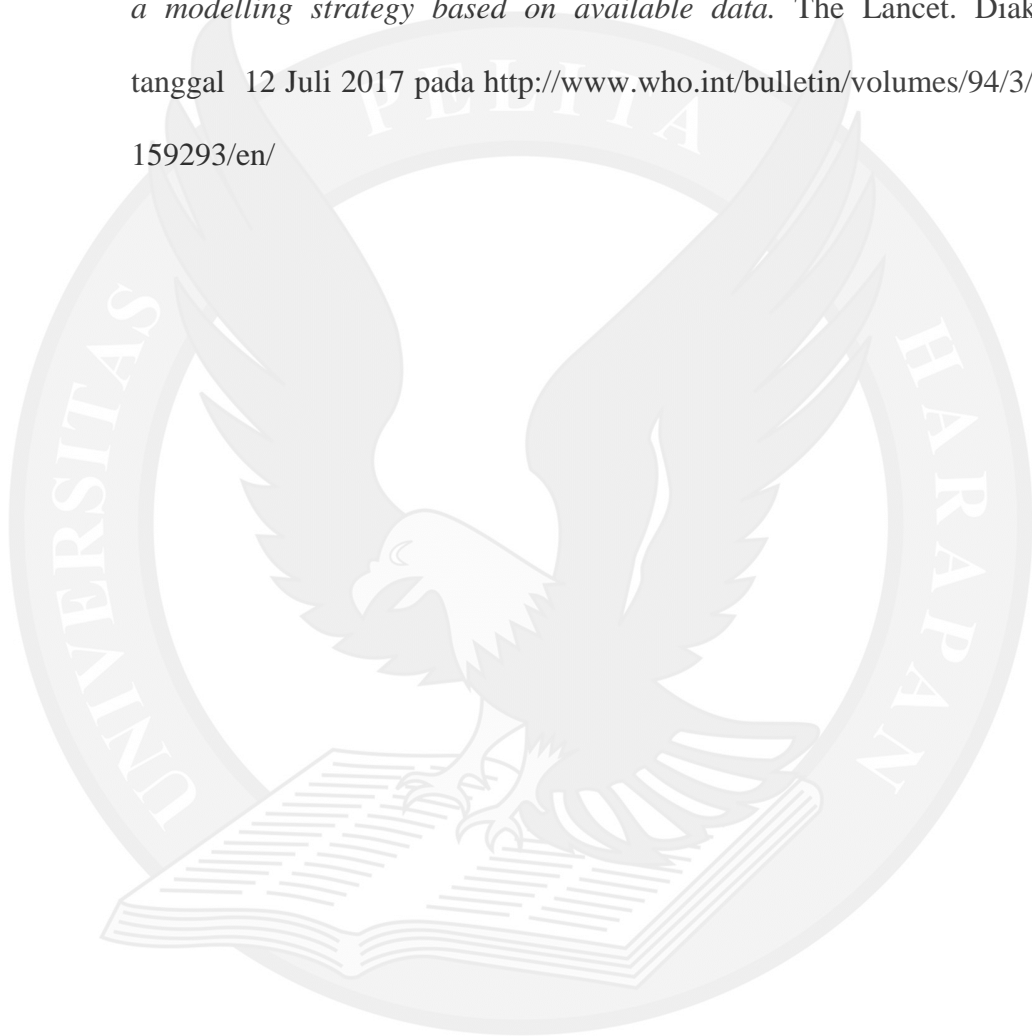 a modelling strategy based on available data. The Lancet. Diak
tanggal 12 Juli 2017 pada http://www.who.int/bulletin/volumes/94/3/
159293/en/
PELITA
UNIVERSITAS
HARAPAN